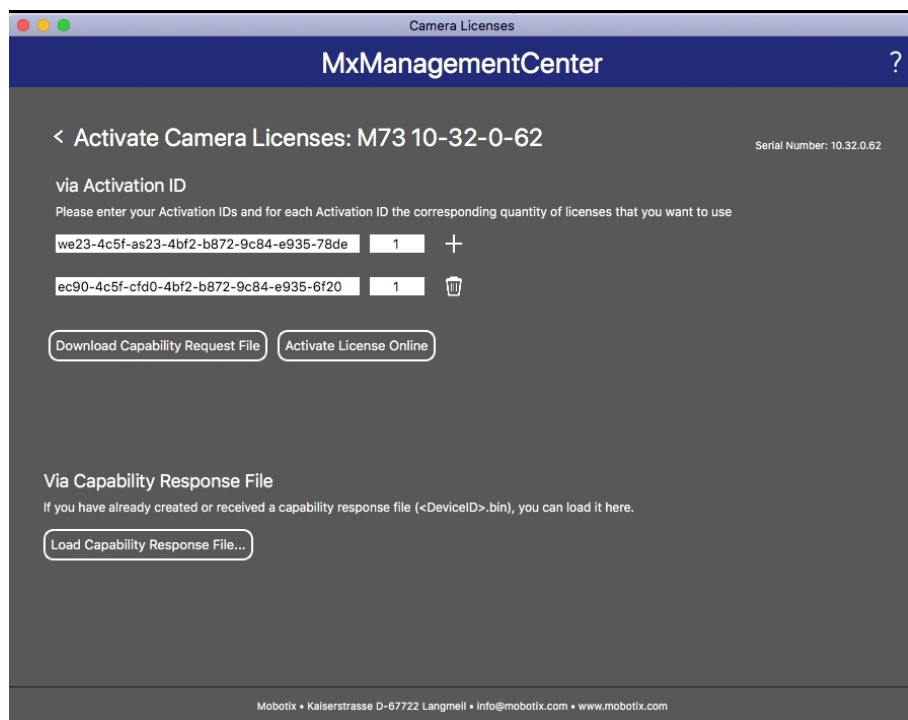 Camera Licenses
MxManagementCenter
?
< Activate Camera Licenses: M73 10-32-0-62
Serial Number: 10.32.0.62
via Activation ID
Please enter your Activation IDs and for each Activation ID the corresponding quantity of licenses that you want to use
we23-4c5f-as23-4bf2-b872-9c84-e935-78de 1
ec90-4c5f-cfd0-4bf2-b872-9c84-e935-6f20 1
Download Capability Request File Activate License Online
Via Capability Response File
If you have already created or received a capability response file (<DeviceID>.bin), you can load it here.
Load Capability Response File...
Mobotix • Kaiserstrasse D-67722 Langmeil • info@mobotix.com • www.mobotix.com